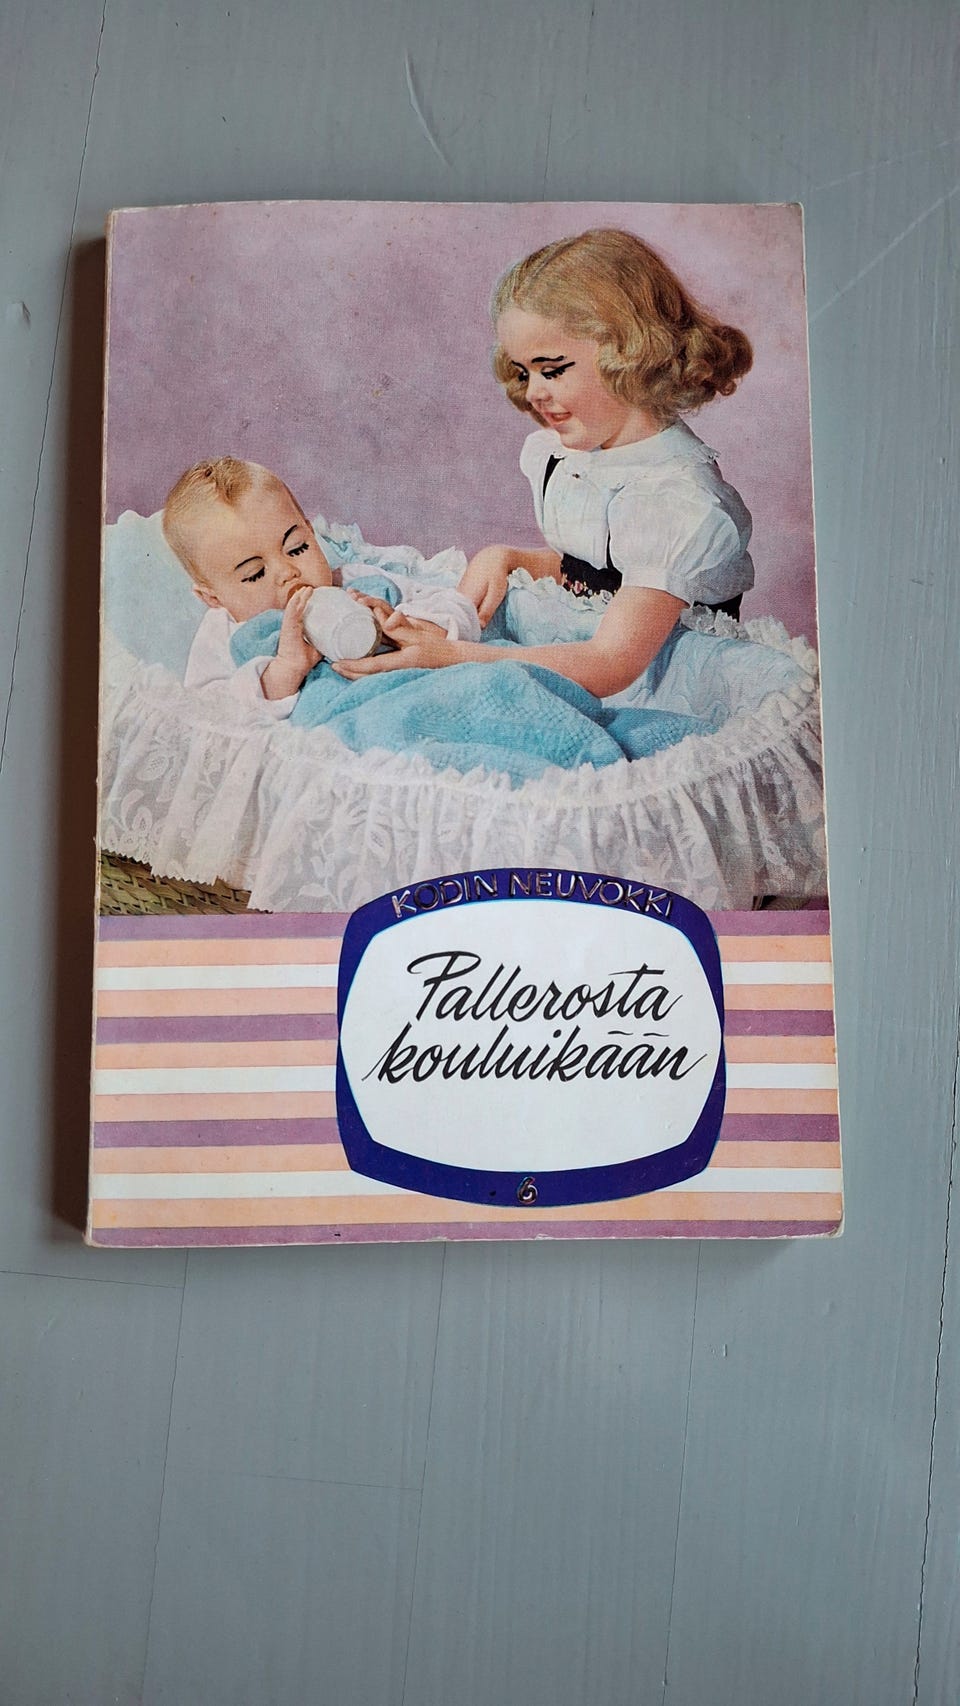 KODIN NEUVOKKI
Pallerosta
kouluikään
6